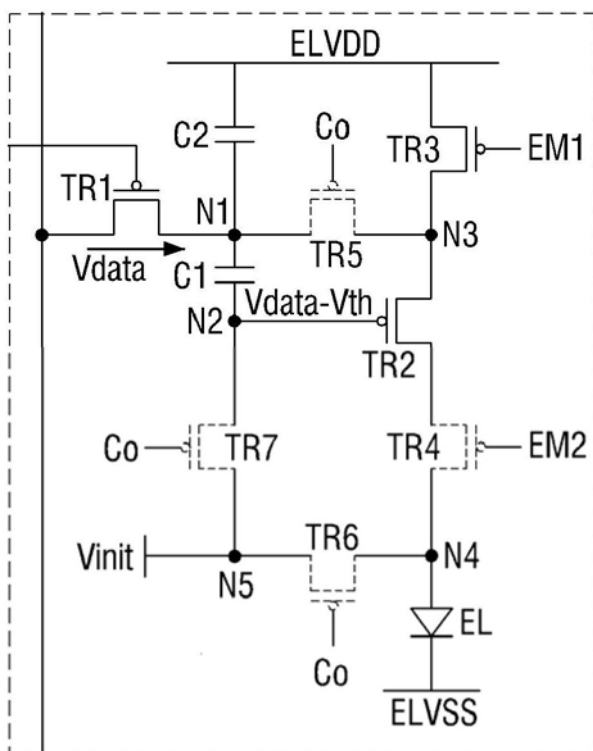 ELVDD
C2
Co
TR3
EM1
TR1
N1
N3
Vdata
C1
TR5
N2
Vdata-Vth
TR2
Co
TR7
TR4
EM2
Vinit
TR6
N5
N4
EL
Co
ELVSS